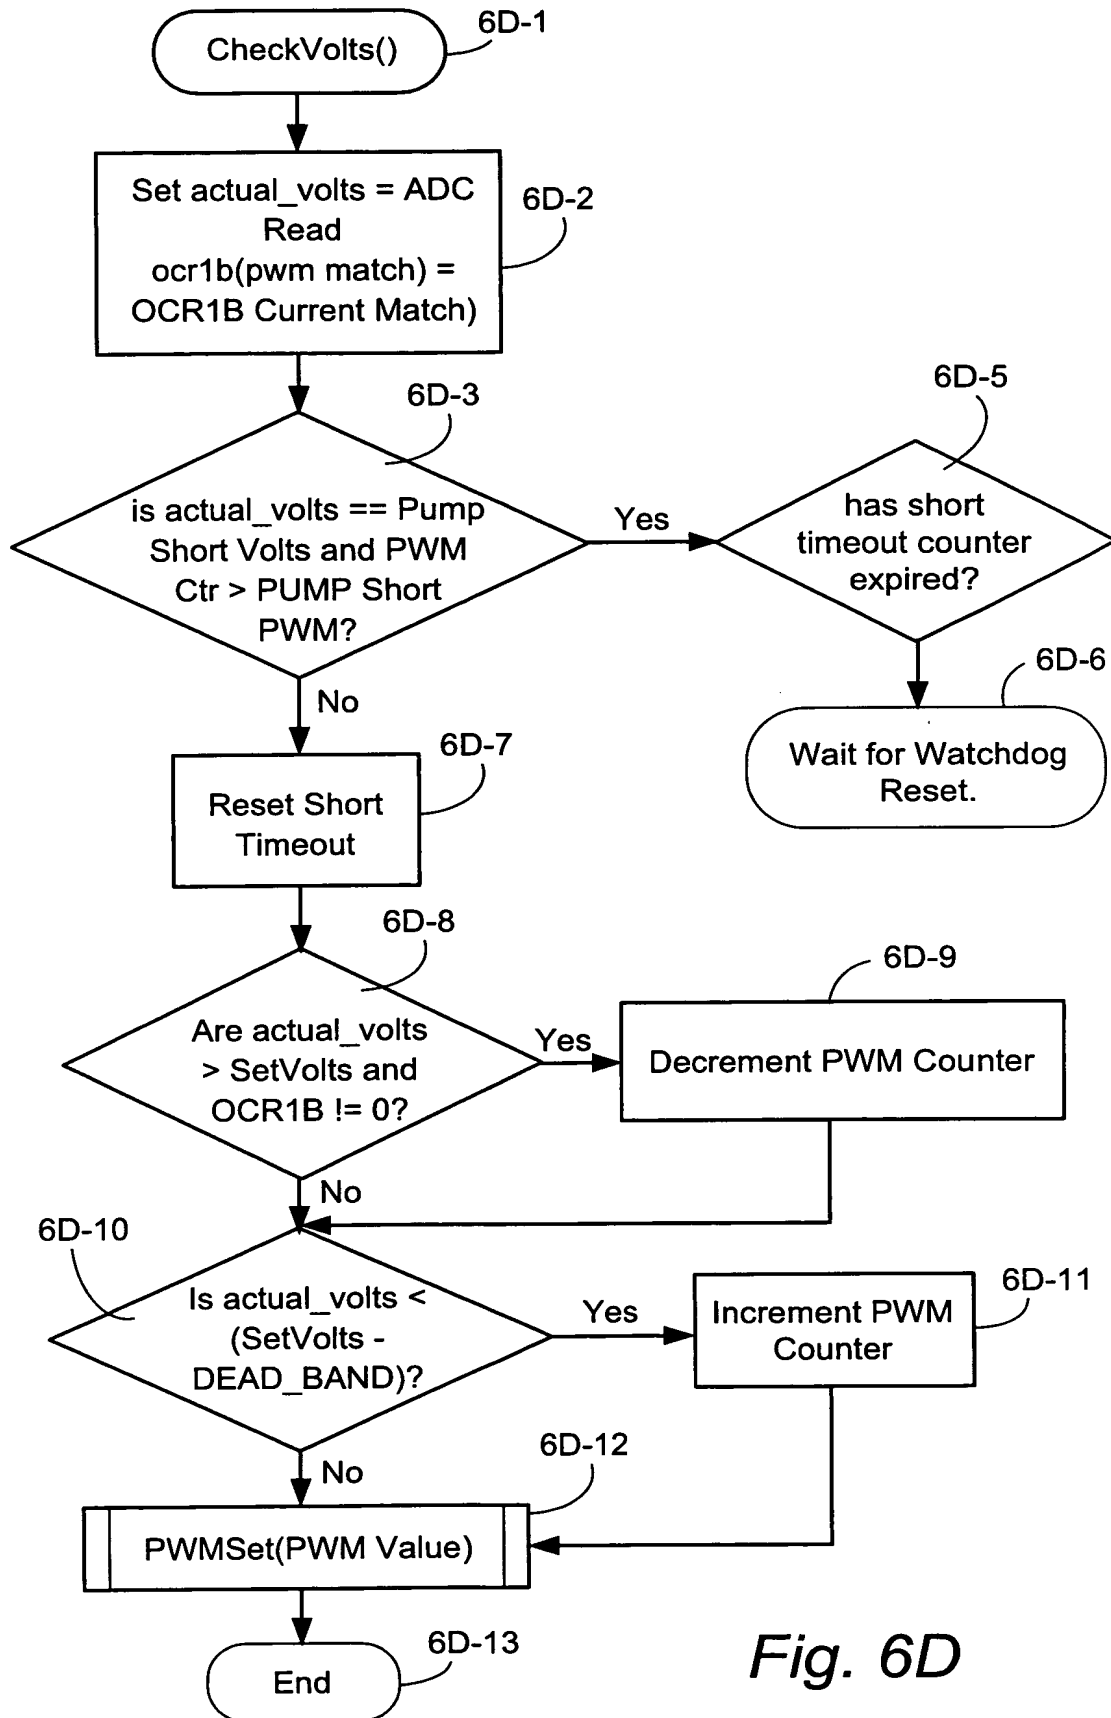 CheckVolts()
6D-1
Set actual_volts = ADC
Read
ocr1b(pwm match) =
OCR1B Current Match)
6D-2
6D-3
is actual_volts == Pump
Short Volts and PWM
Ctr > PUMP Short
PWM?
Yes
6D-5
has short
timeout counter
expired?
6D-6
Wait for Watchdog
Reset.
No
6D-7
Reset Short
Timeout
6D-8
Are actual_volts
> SetVolts and
OCR1B != 0?
Yes
6D-9
Decrement PWM Counter
No
6D-10
Is actual_volts <
(SetVolts -
DEAD_BAND)?
Yes
Increment PWM
Counter
6D-11
No
6D-12
PWMSet(PWM Value)
6D-13
End
Fig. 6D